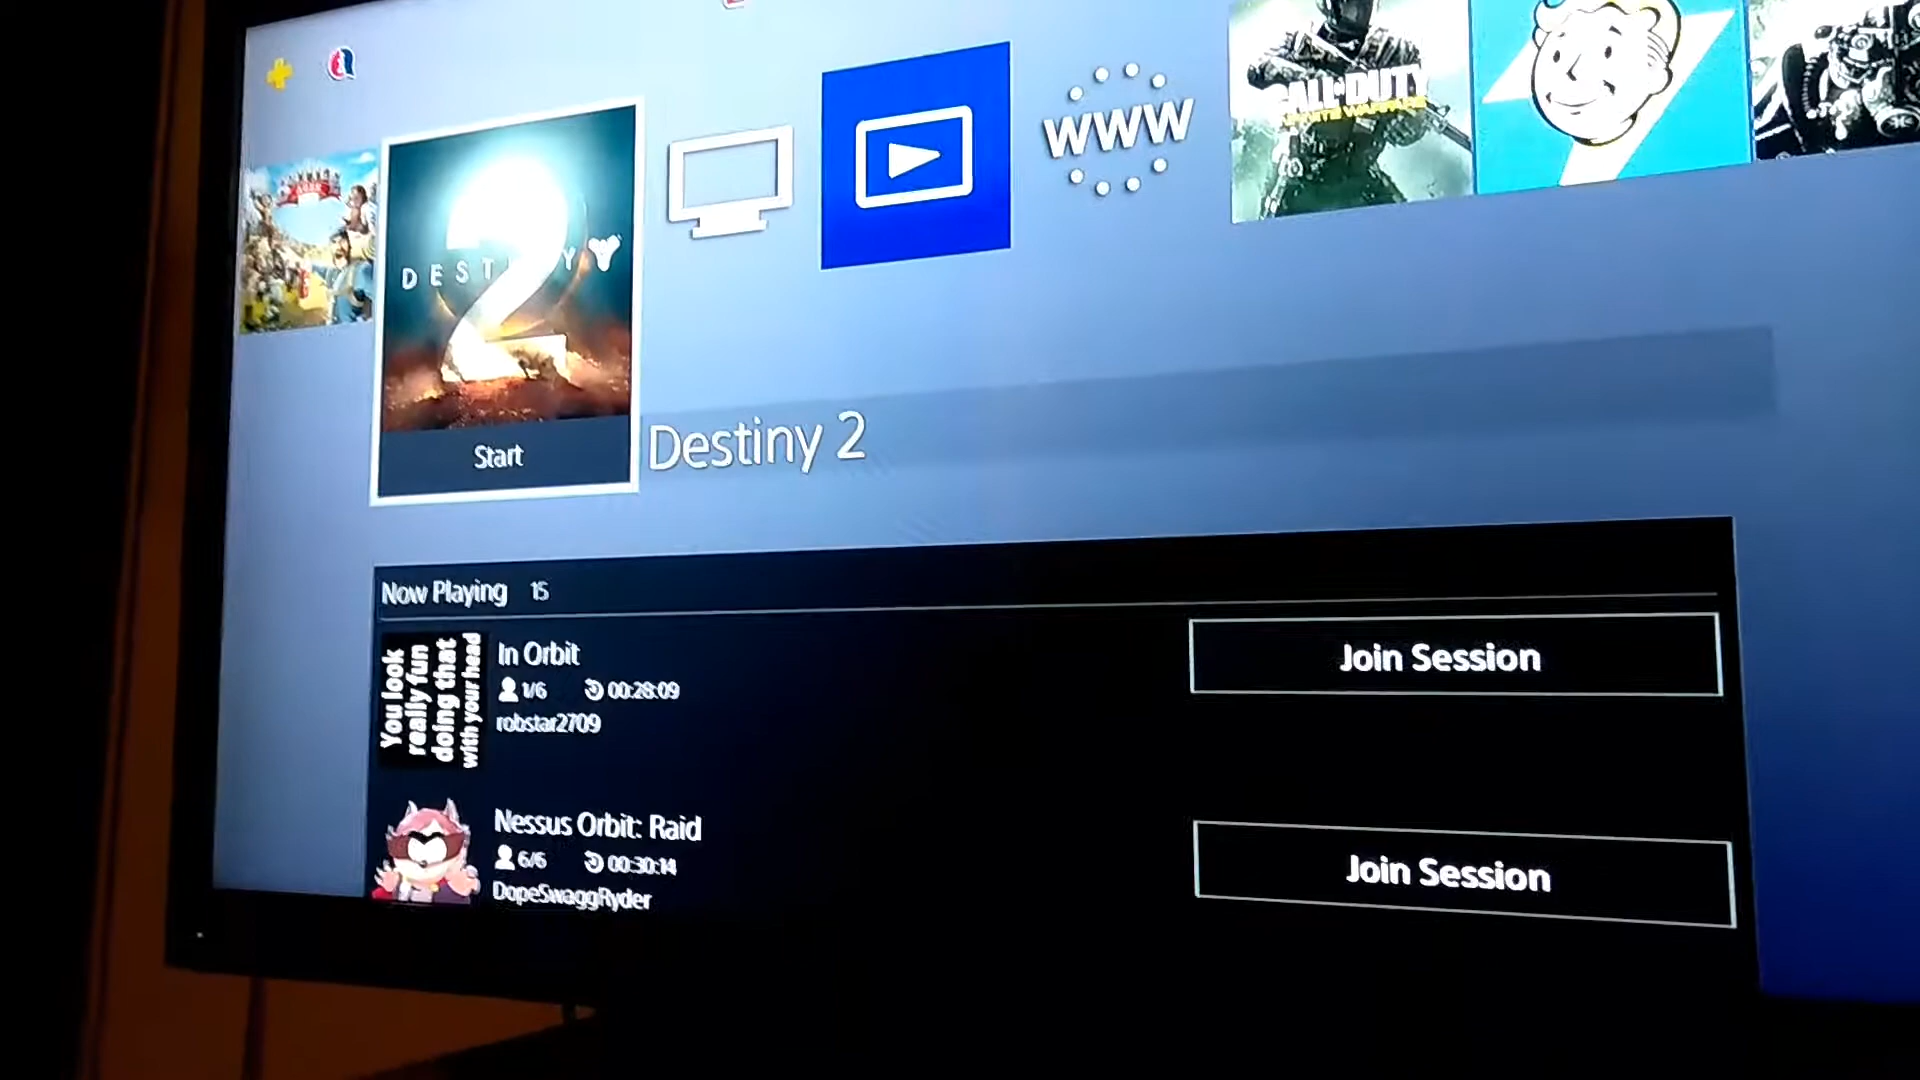 DESTINY
2
WWW
CALL OF DUTY
INFINITE WARFARE
Start
Destiny 2
Now Playing 15
You look
really fun
doing that
with your head
In Orbit
1/6 00:28:09
robstar2709
Join Session
Nessus Orbit: Raid
6/6 00:30:14
DopeSwaggRyder
Join Session